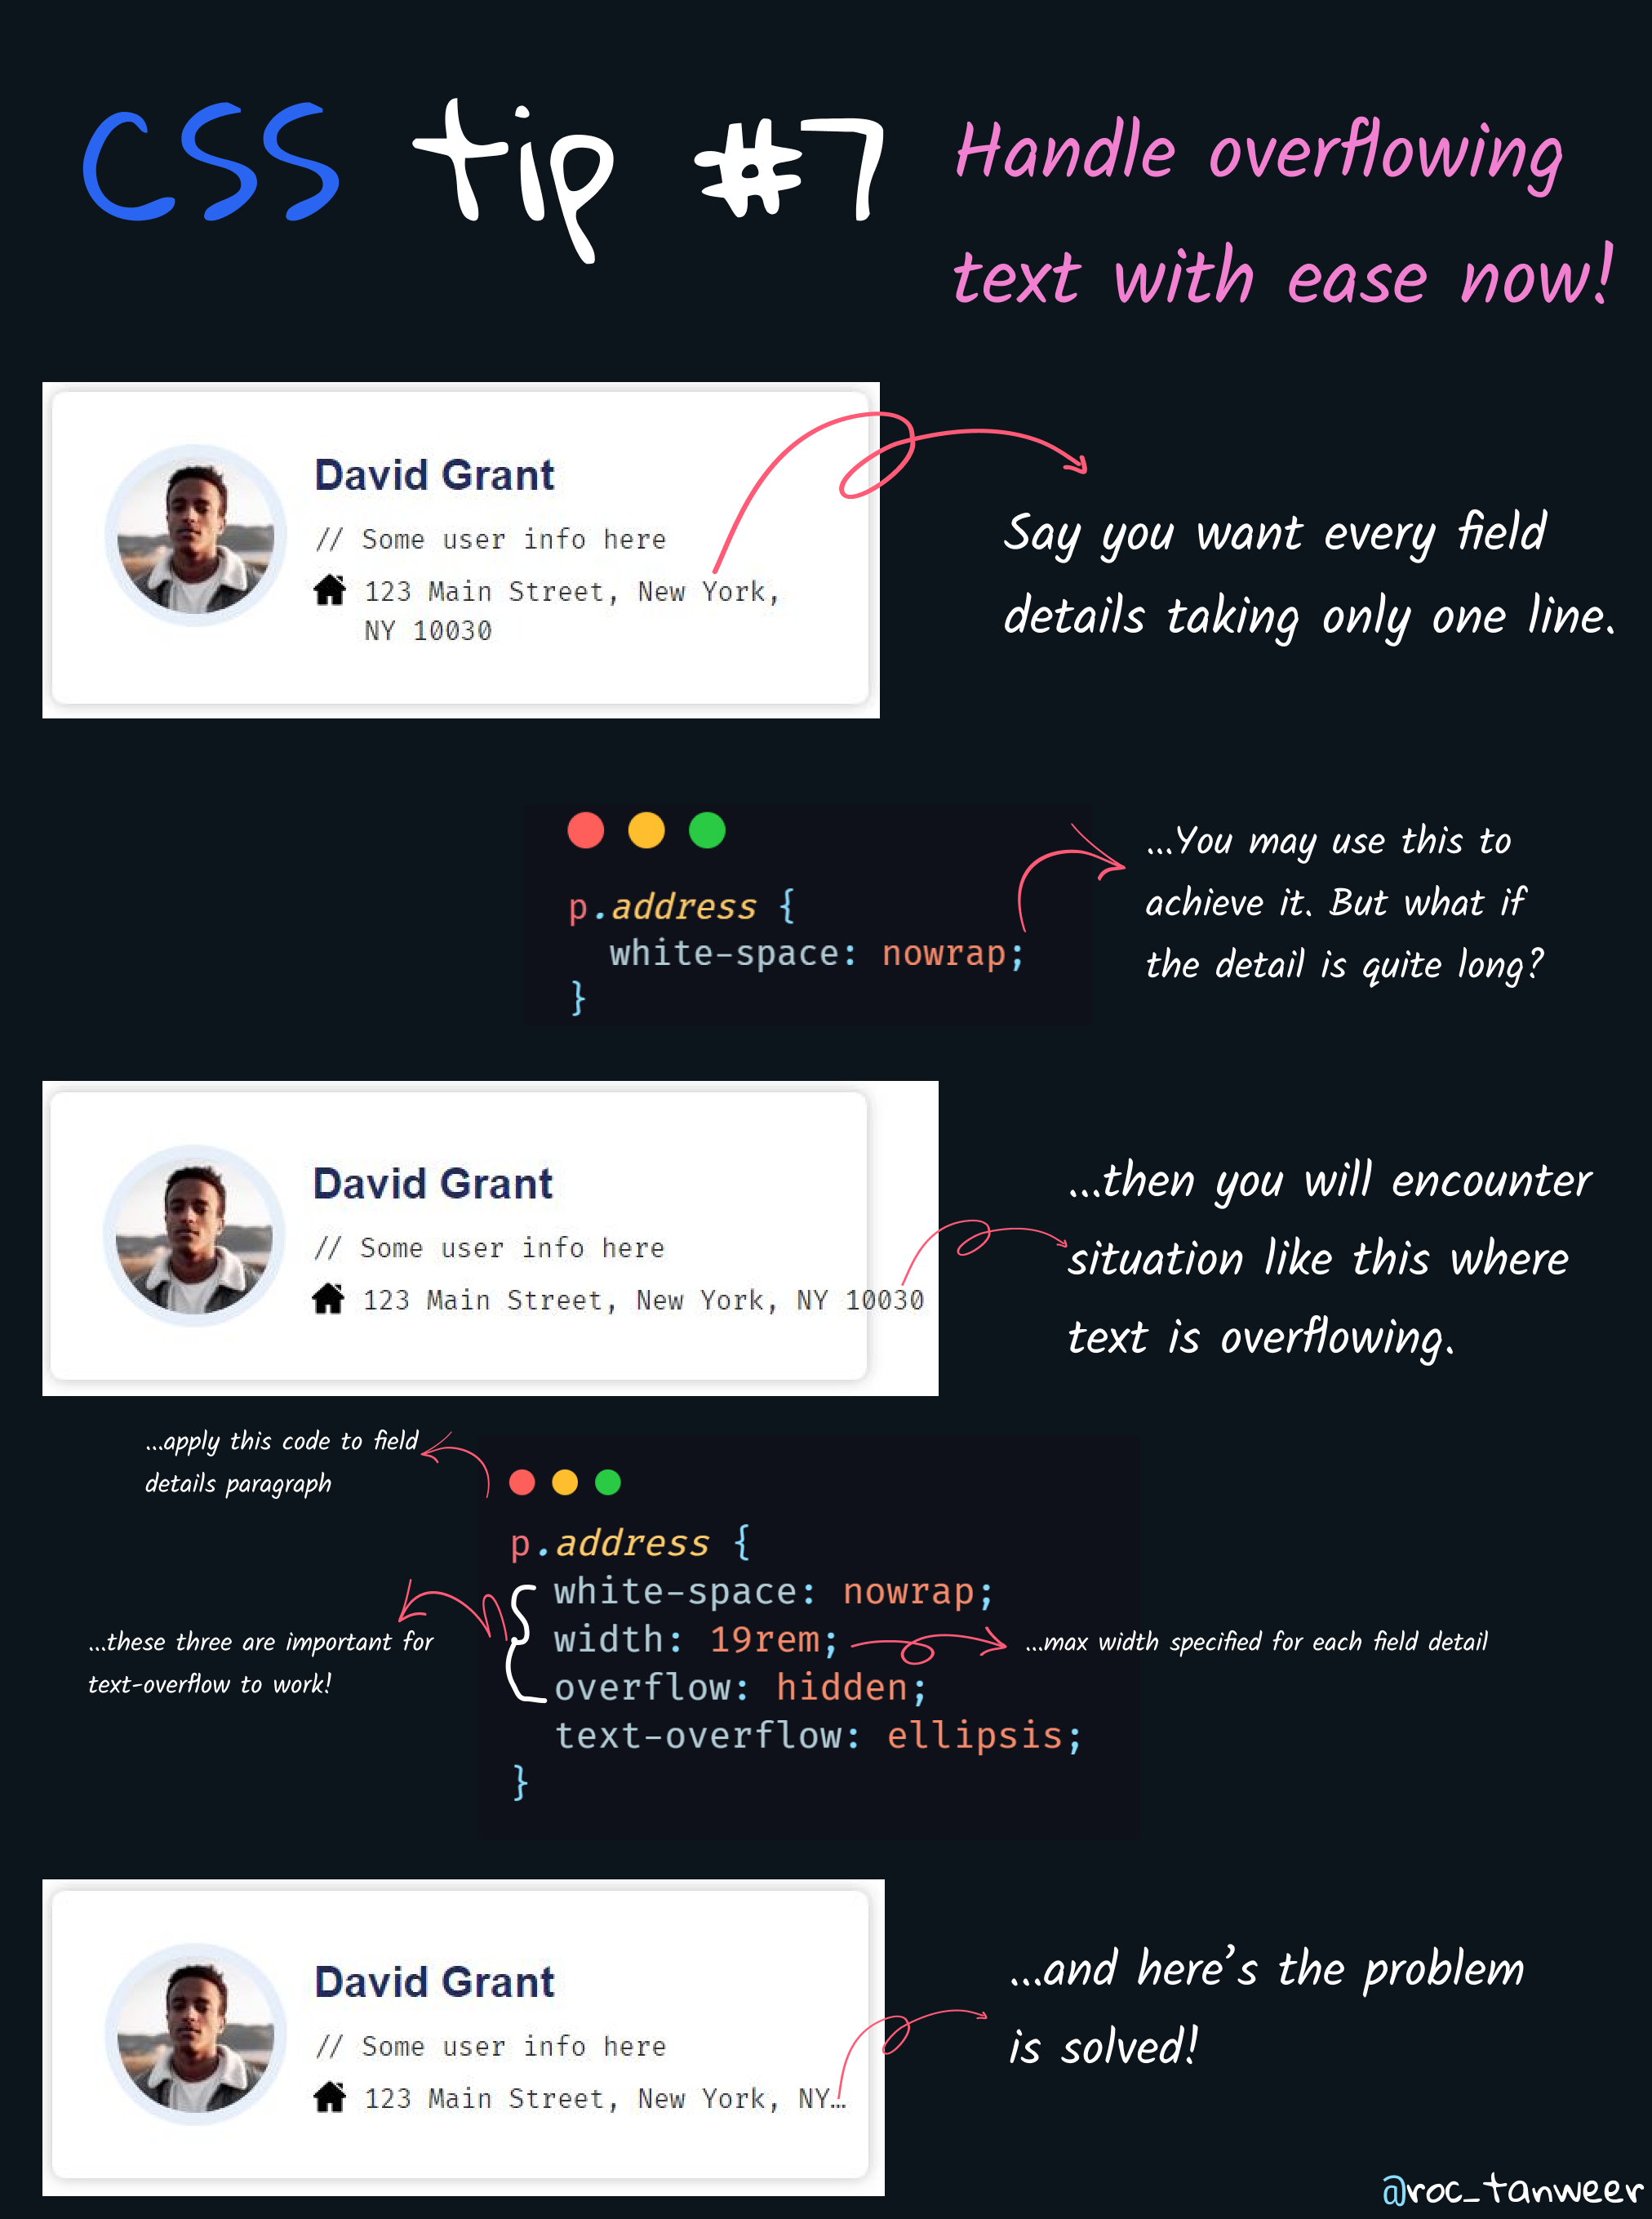 CSS tip #7
Handle overflowing
text with ease now!
David Grant
// Some user info here
123 Main Street, New York,
NY 10030
Say you want every field
details taking only one line.
p.address {
white-space: nowrap;
}
...You may use this to
achieve it. But what if
the detail is quite long?
David Grant
// Some user info here
123 Main Street, New York, NY 10030
...then you will encounter
situation like this where
text is overflowing.
...apply this code to field
details paragraph
p.address {
white-space: nowrap;
width: 19rem;
overflow: hidden;
text-overflow: ellipsis;
}
...these three are important for
text-overflow to work!
...max width specified for each field detail
David Grant
// Some user info here
123 Main Street, New York, NY…
...and here's the problem
is solved!
@roc_tanweer